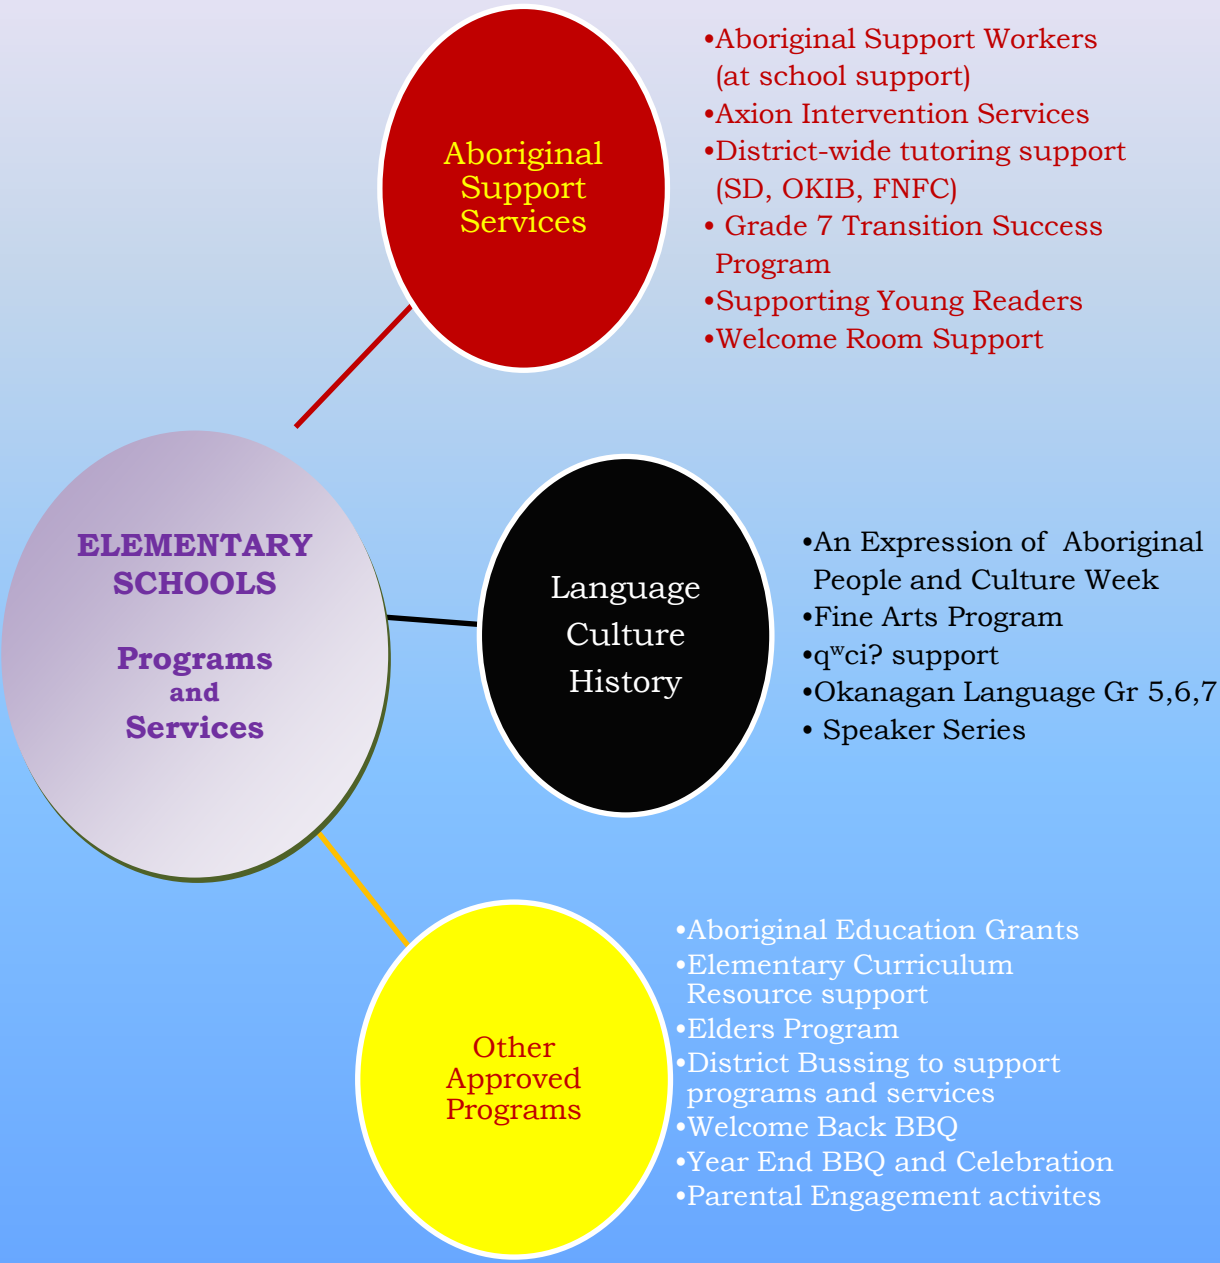 ELEMENTARY
SCHOOLS
Programs
and
Services
Aboriginal
Support
Services
•Aboriginal Support Workers
(at school support)
•Axion Intervention Services
•District-wide tutoring support
(SD, OKIB, FNFC)
• Grade 7 Transition Success
Program
•Supporting Young Readers
•Welcome Room Support
Language
Culture
History
•An Expression of  Aboriginal
People and Culture Week
•Fine Arts Program
•qʷci? support
•Okanagan Language Gr 5,6,7
• Speaker Series
Other
Approved
Programs
•Aboriginal Education Grants
•Elementary Curriculum
Resource support
•Elders Program
•District Bussing to support
programs and services
•Welcome Back BBQ
•Year End BBQ and Celebration
•Parental Engagement activites